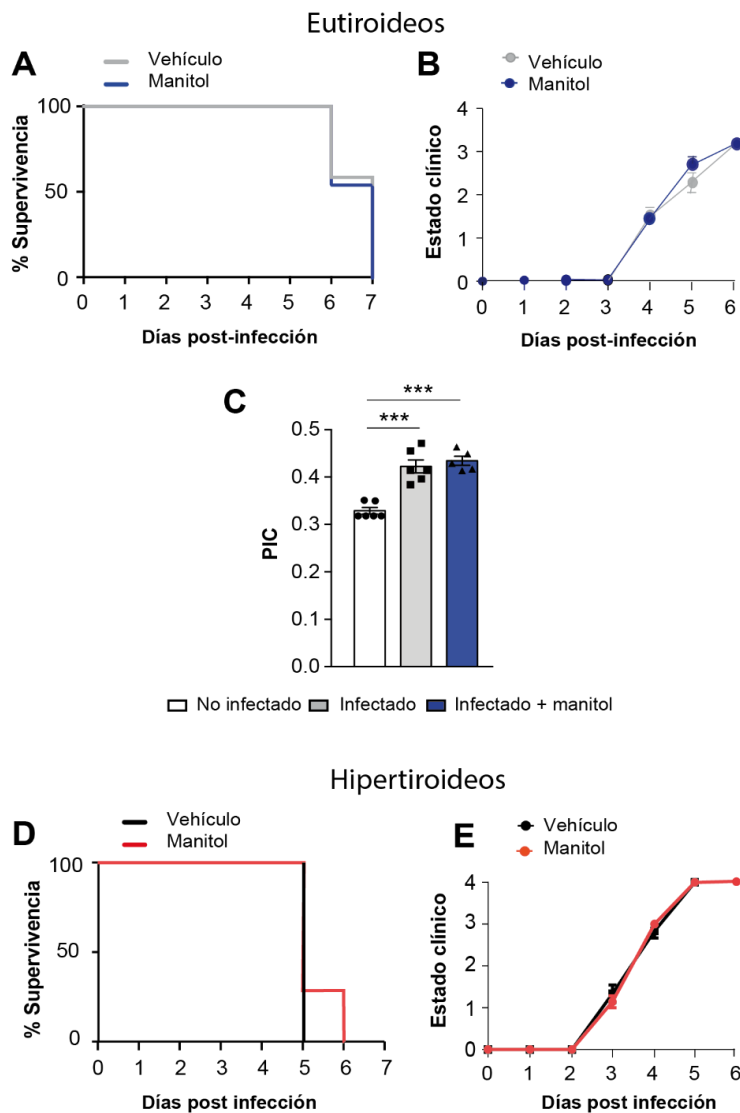 Eutiroideos
A
Vehículo
Manitol
100
50
0
% Supervivencia
0 1 2 3 4 5 6 7
Días post-infección
B
Vehículo
Manitol
4
3
2
1
0
Estado clínico
0 1 2 3 4 5 6
Días post-infección
C
***
***
0.5
0.4
0.3
0.2
0.1
0.0
PIC
No infectado Infectado Infectado + manitol
Hipertiroideos
D
Vehículo
Manitol
100
50
0
% Supervivencia
0 1 2 3 4 5 6 7
Días post infección
E
Vehículo
Manitol
4
3
2
1
0
Estado clínico
0 1 2 3 4 5 6
Días post infección